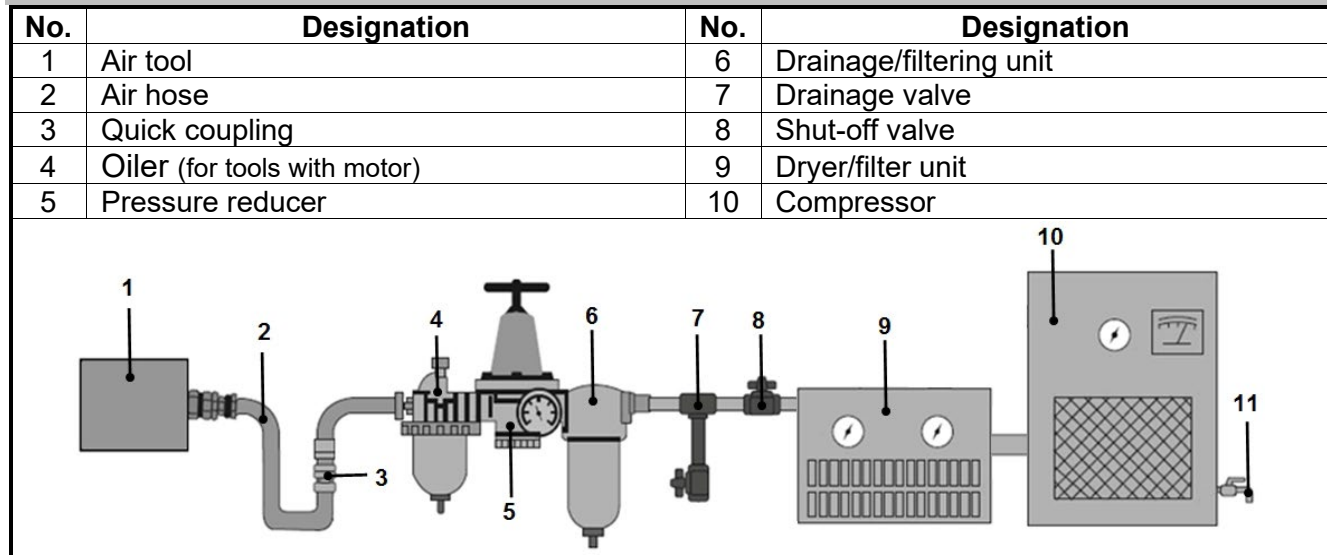 No. Designation No. Designation
1 Air tool 6 Drainage/filtering unit
2 Air hose 7 Drainage valve
3 Quick coupling 8 Shut-off valve
4 Oiler (for tools with motor) 9 Dryer/filter unit
5 Pressure reducer 10 Compressor
10
1
2
4
6
7
8
9
11
3
5